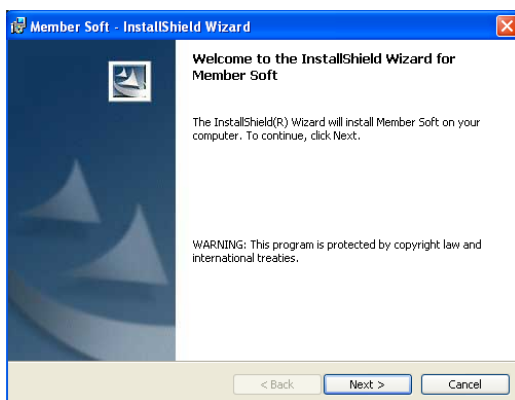 Member Soft - InstallShield Wizard
Welcome to the InstallShield Wizard for
Member Soft
The InstallShield(R) Wizard will install Member Soft on your
computer. To continue, click Next.
WARNING: This program is protected by copyright law and
international treaties.
< Back Next > Cancel